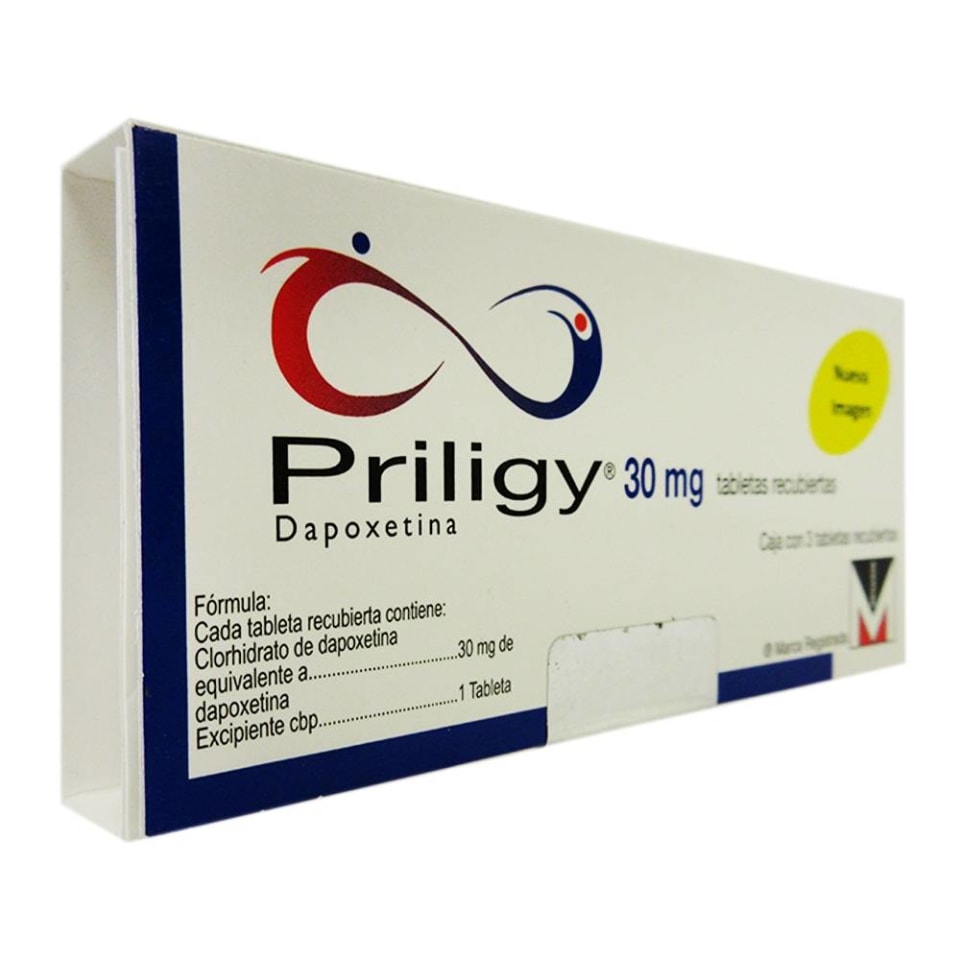 Priligy® 30 mg tabletas recubiertas
Dapoxetina
Nueva
Imagen
Caja con 3 tabletas recubiertas
Fórmula:
Cada tableta recubierta contiene:
Clorhidrato de dapoxetina
equivalente a..............................30 mg de
dapoxetina
Excipiente cbp............................1 Tableta
® Marca Registrada
M